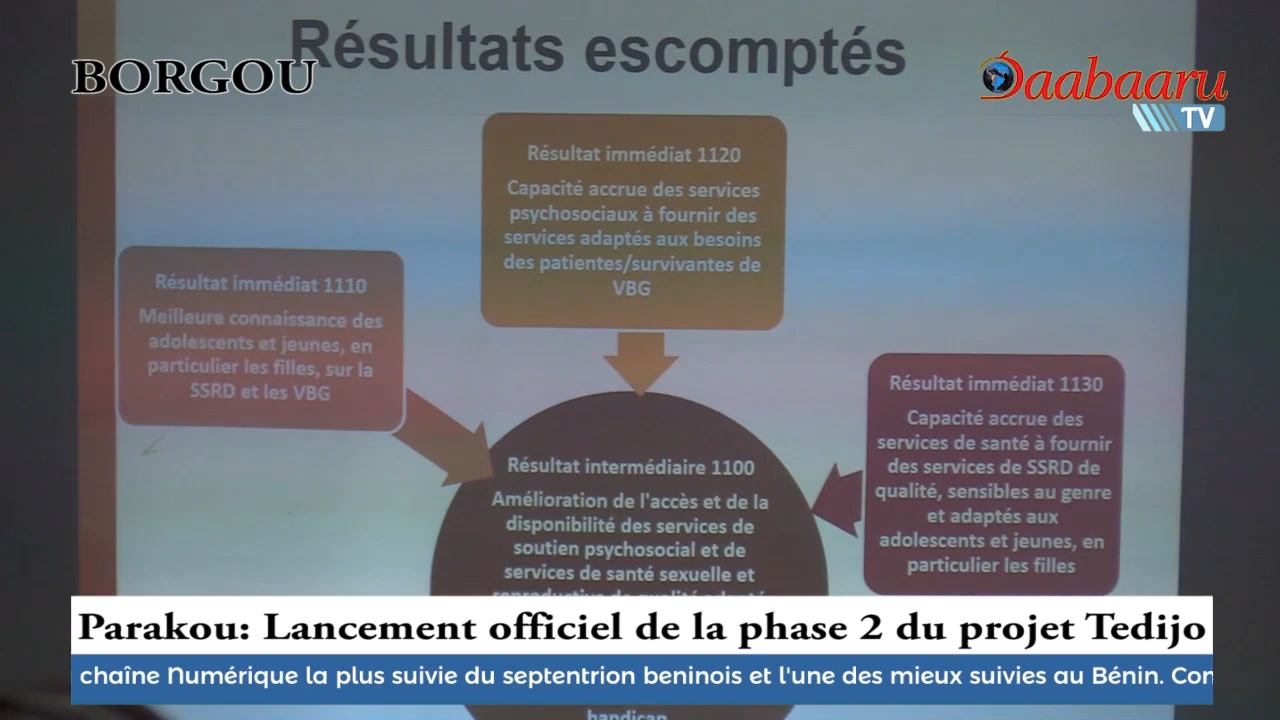 Résultats escomptés
BORGOU
Daabaaru
TV
Résultat immédiat 1120
Capacité accrue des services
psychosociaux à fournir des
services adaptés aux besoins
des patientes/survivantes de
VBG
Résultat immédiat 1110
Meilleure connaissance des
adolescents et jeunes, en
particulier les filles, sur la
SSRD et les VBG
Résultat immédiat 1130
Capacité accrue des
services de santé à fournir
des services de SSRD de
qualité, sensibles au genre
et adaptés aux
adolescents et jeunes, en
particulier les filles
Résultat intermédiaire 1100
Amélioration de l'accès et de la
disponibilité des services de
soutien psychosocial et de
services de santé sexuelle et
Parakou: Lancement officiel de la phase 2 du projet Tedijo
chaîne Numérique la plus suivie du septentrion beninois et l'une des mieux suivies au Bénin. Con
handicap